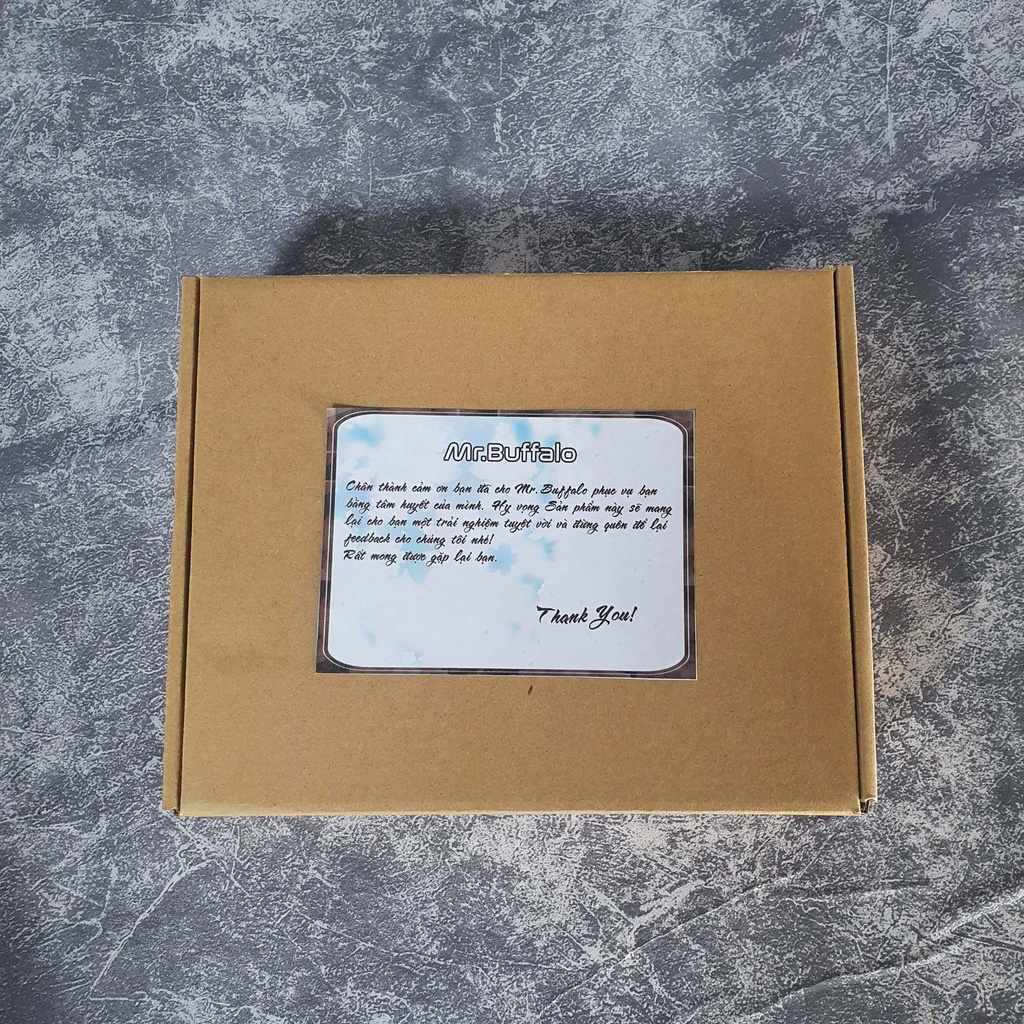 Mr.Buffalo
Chân thành cảm ơn bạn đã cho Mr. Buffalo phục vụ bạn
bằng tâm huyết của mình. Hy vọng Sản phẩm này sẽ mang
lại cho bạn một trải nghiệm tuyệt vời và đừng quên để lại
feedback cho chúng tôi nhé!
Rất mong được gặp lại bạn.
Thank You!